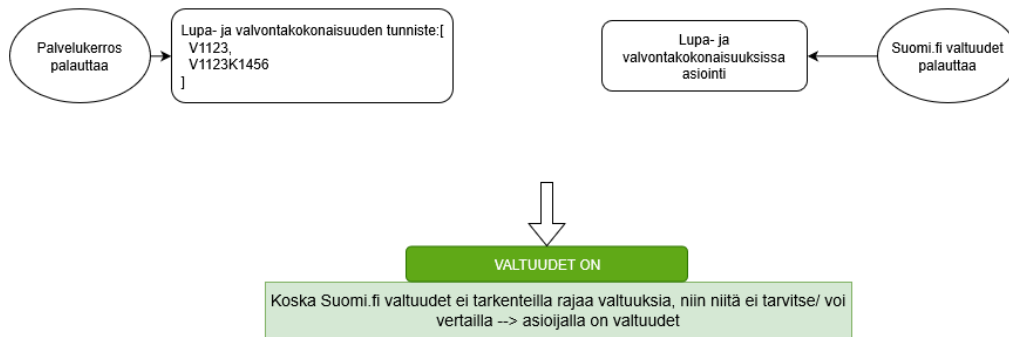 Palvelukerros
palauttaa
Lupa- ja valvontakokonaisuuden tunniste:[
V1123,
V1123K1456
]
Lupa- ja
valvontakokonaisuuksissa
asiointi
Suomi.fi valtuudet
palauttaa
VALTUUDET ON
Koska Suomi.fi valtuudet ei tarkenteilla rajaa valtuuksia, niin niitä ei tarvitse/ voi
vertailla --> asioijalla on valtuudet